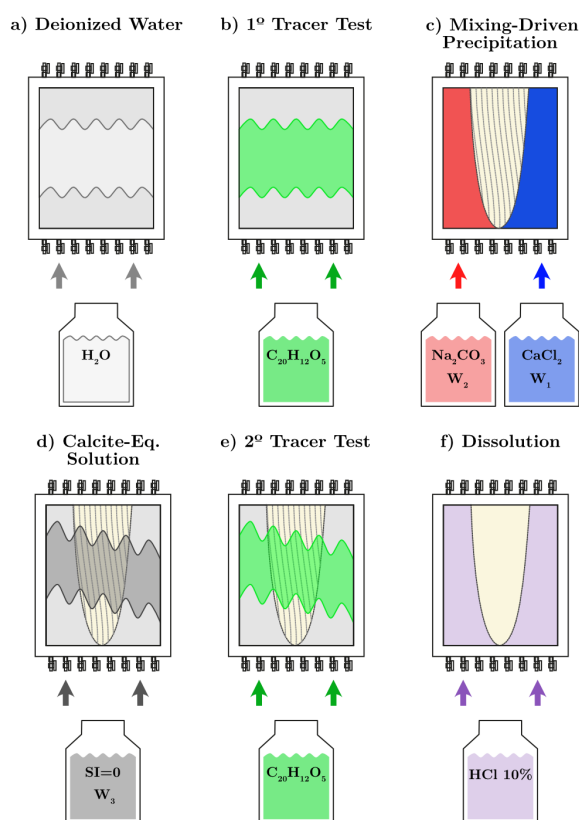 a) Deionized Water
b) 1º Tracer Test
c) Mixing-Driven
Precipitation
H₂O
C₂₀H₁₂O₅
Na₂CO₃
W₂
CaCl₂
W₁
d) Calcite-Eq.
Solution
e) 2º Tracer Test
f) Dissolution
SI=0
W₃
C₂₀H₁₂O₅
HCl 10%